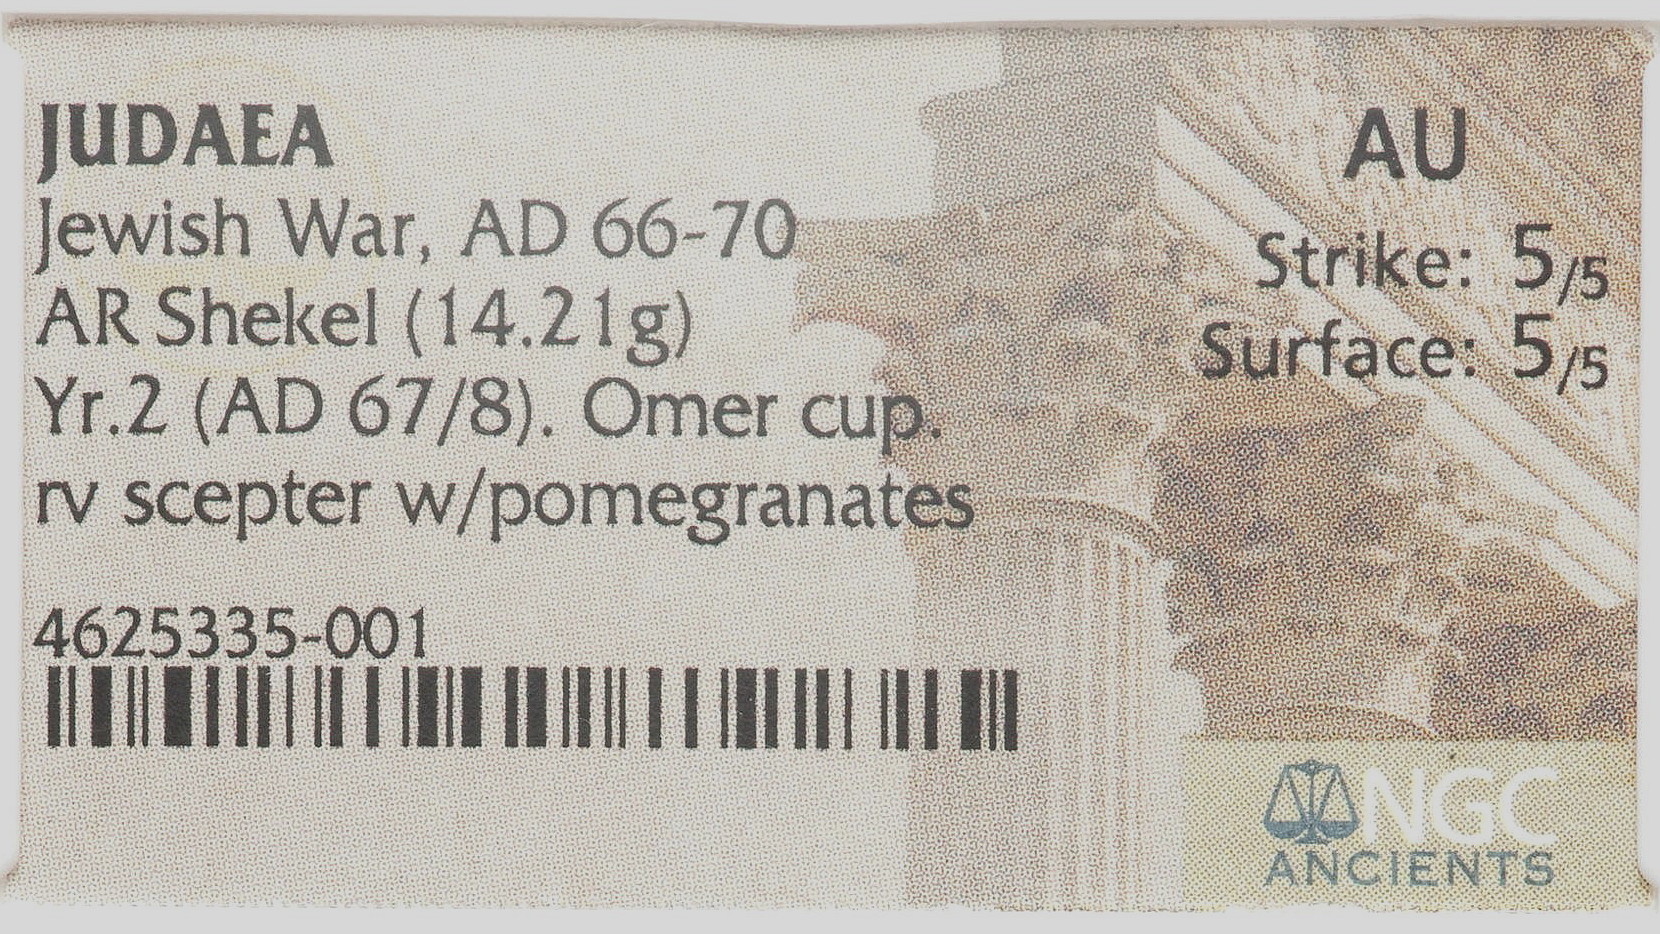 JUDAEA
Jewish War, AD 66-70
AR Shekel (14.21g)
Yr.2 (AD 67/8). Omer cup.
rv scepter w/pomegranates
4625335-001
AU
Strike: 5/5
Surface: 5/5
NGC
ANCIENTS